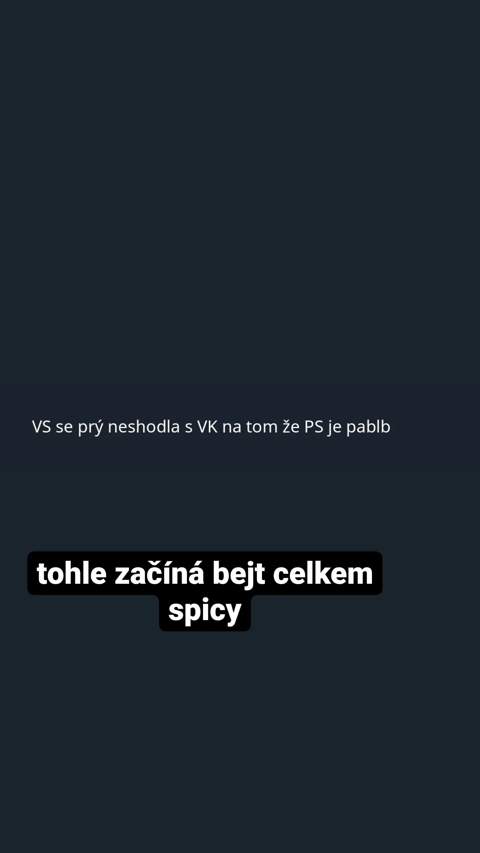 VS se prý neshodla s VK na tom že PS je pablb
tohle začíná bejt celkem
spicy